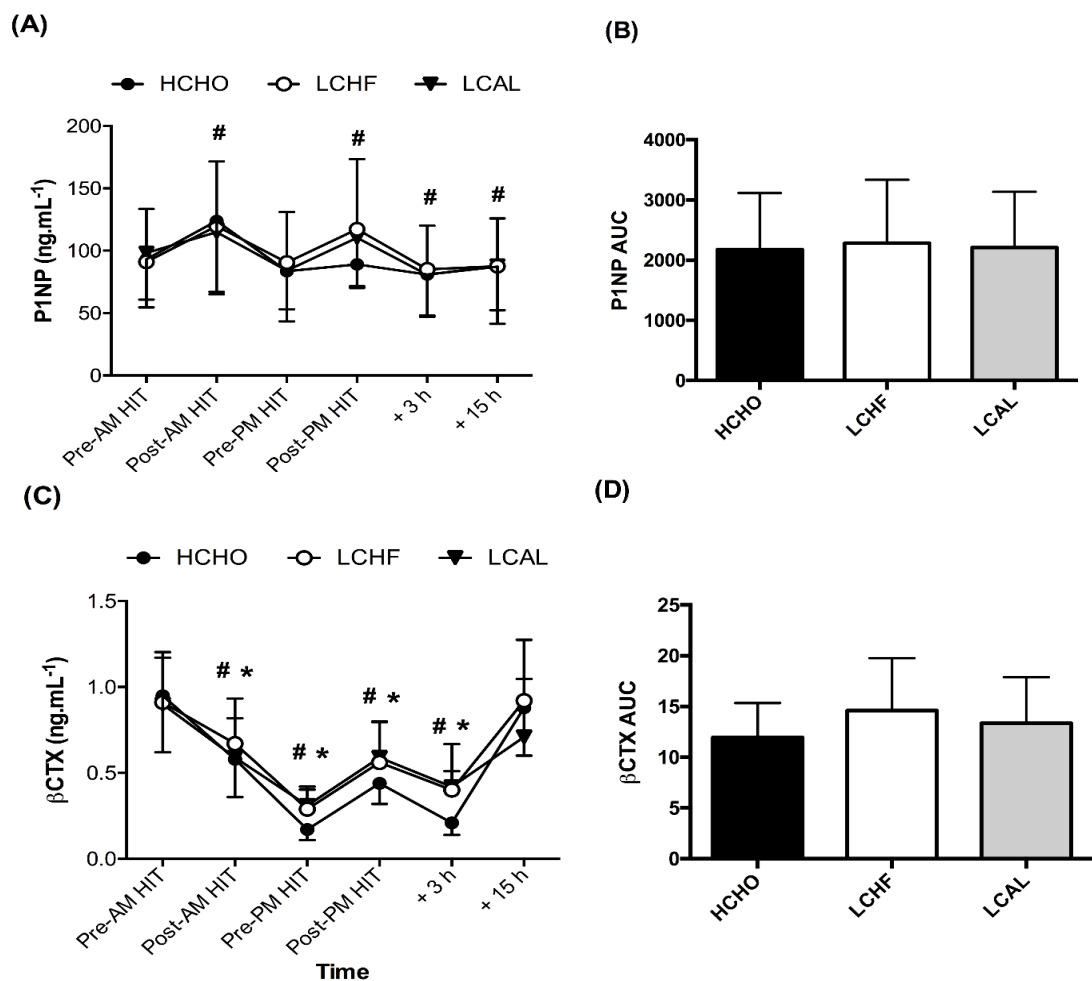 (A)
HCHO LCHF LCAL
P1NP (ng.mL-1)
200
150
100
50
0
# # # #
Pre-AM HIT
Post-AM HIT
Pre-PM HIT
Post-PM HIT
+ 3 h
+ 15 h
(B)
P1NP AUC
4000
3000
2000
1000
0
HCHO
LCHF
LCAL
(C)
HCHO LCHF LCAL
βCTX (ng.mL-1)
1.5
1.0
0.5
0.0
# * # * # * # *
Pre-AM HIT
Post-AM HIT
Pre-PM HIT
Post-PM HIT
+ 3 h
+ 15 h
Time
(D)
βCTX AUC
25
20
15
10
5
0
HCHO
LCHF
LCAL